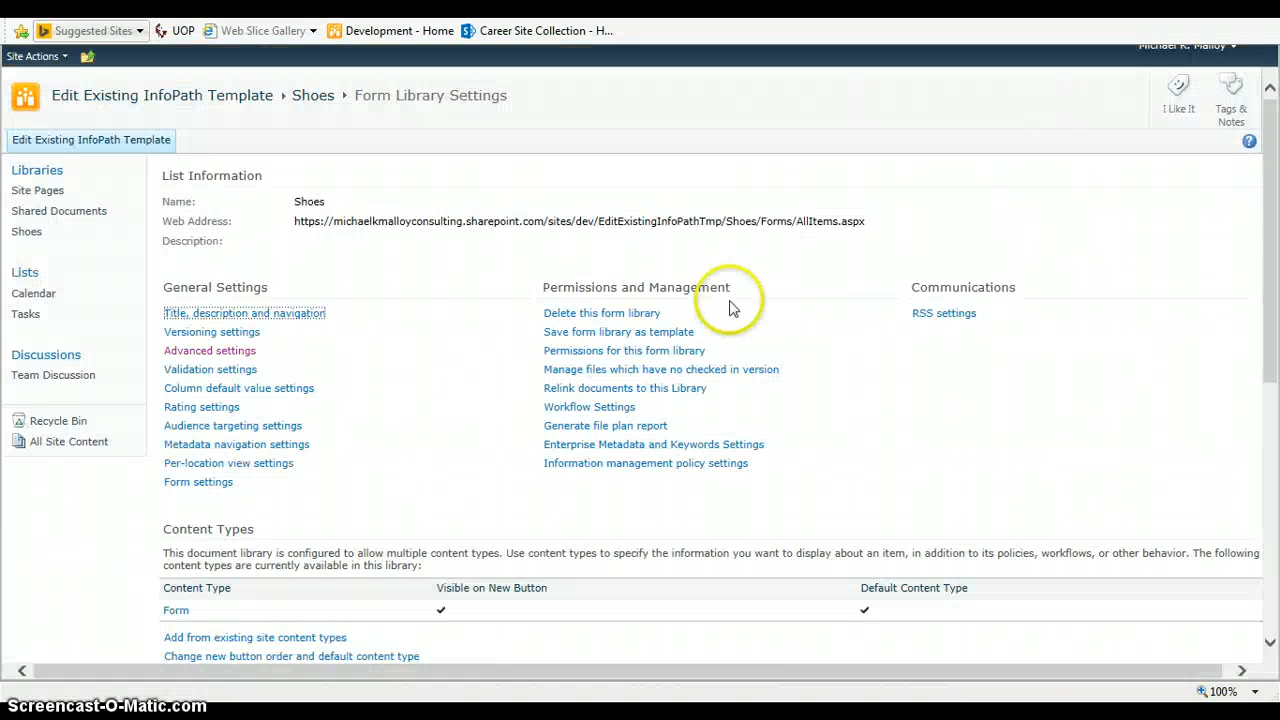 Suggested Sites UOP Web Slice Gallery Development - Home Career Site Collection - H...
Site Actions Michael K. Malloy
Edit Existing InfoPath Template Shoes Form Library Settings
I Like It Tags &
Notes
Edit Existing InfoPath Template
Libraries
Site Pages
Shared Documents
Shoes
Lists
Calendar
Tasks
Discussions
Team Discussion
Recycle Bin
All Site Content
List Information
Name: Shoes
Web Address: https://michaelkmalloyconsulting.sharepoint.com/sites/dev/EditExistingInfoPathTmp/Shoes/Forms/AllItems.aspx
Description:
General Settings
Title, description and navigation
Versioning settings
Advanced settings
Validation settings
Column default value settings
Rating settings
Audience targeting settings
Metadata navigation settings
Per-location view settings
Form settings
Permissions and Management
Delete this form library
Save form library as template
Permissions for this form library
Manage files which have no checked in version
Relink documents to this Library
Workflow Settings
Generate file plan report
Enterprise Metadata and Keywords Settings
Information management policy settings
Communications
RSS settings
Content Types
This document library is configured to allow multiple content types. Use content types to specify the information you want to display about an item, in addition to its policies, workflows, or other behavior. The following
content types are currently available in this library:
Content Type Visible on New Button Default Content Type
Form
Add from existing site content types
Change new button order and default content type
100%
Screencast-O-Matic.com